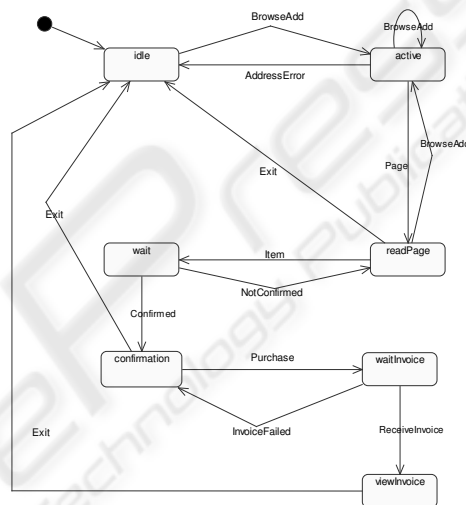 BrowseAdd
BrowseAdd
idle
active
AddressError
BrowseAdd
Page
Exit
Exit
wait
Item
readPage
NotConfirmed
Confirmed
confirmation
Purchase
waitInvoice
InvoiceFailed
ReceiveInvoice
Exit
viewInvoice